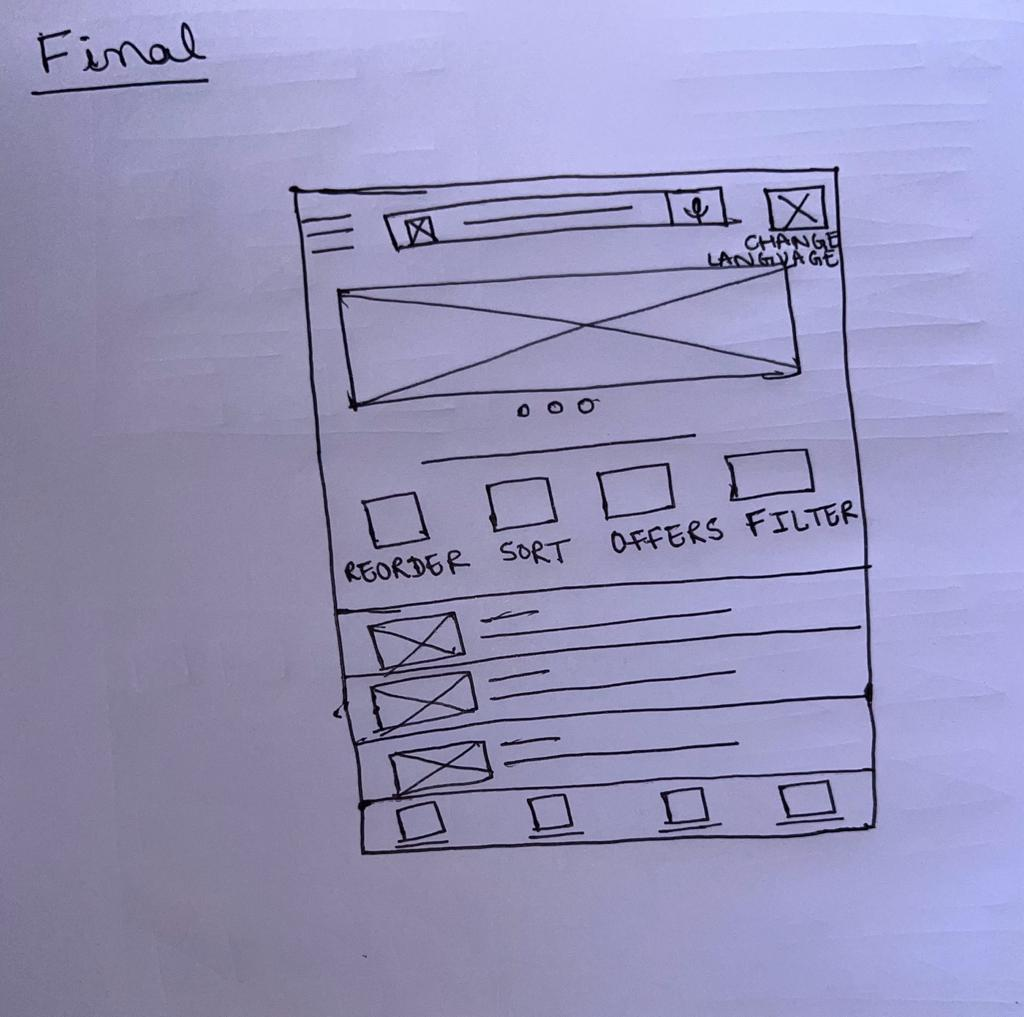 Final
CHANGE
LANGUAGE
REORDER SORT OFFERS FILTER